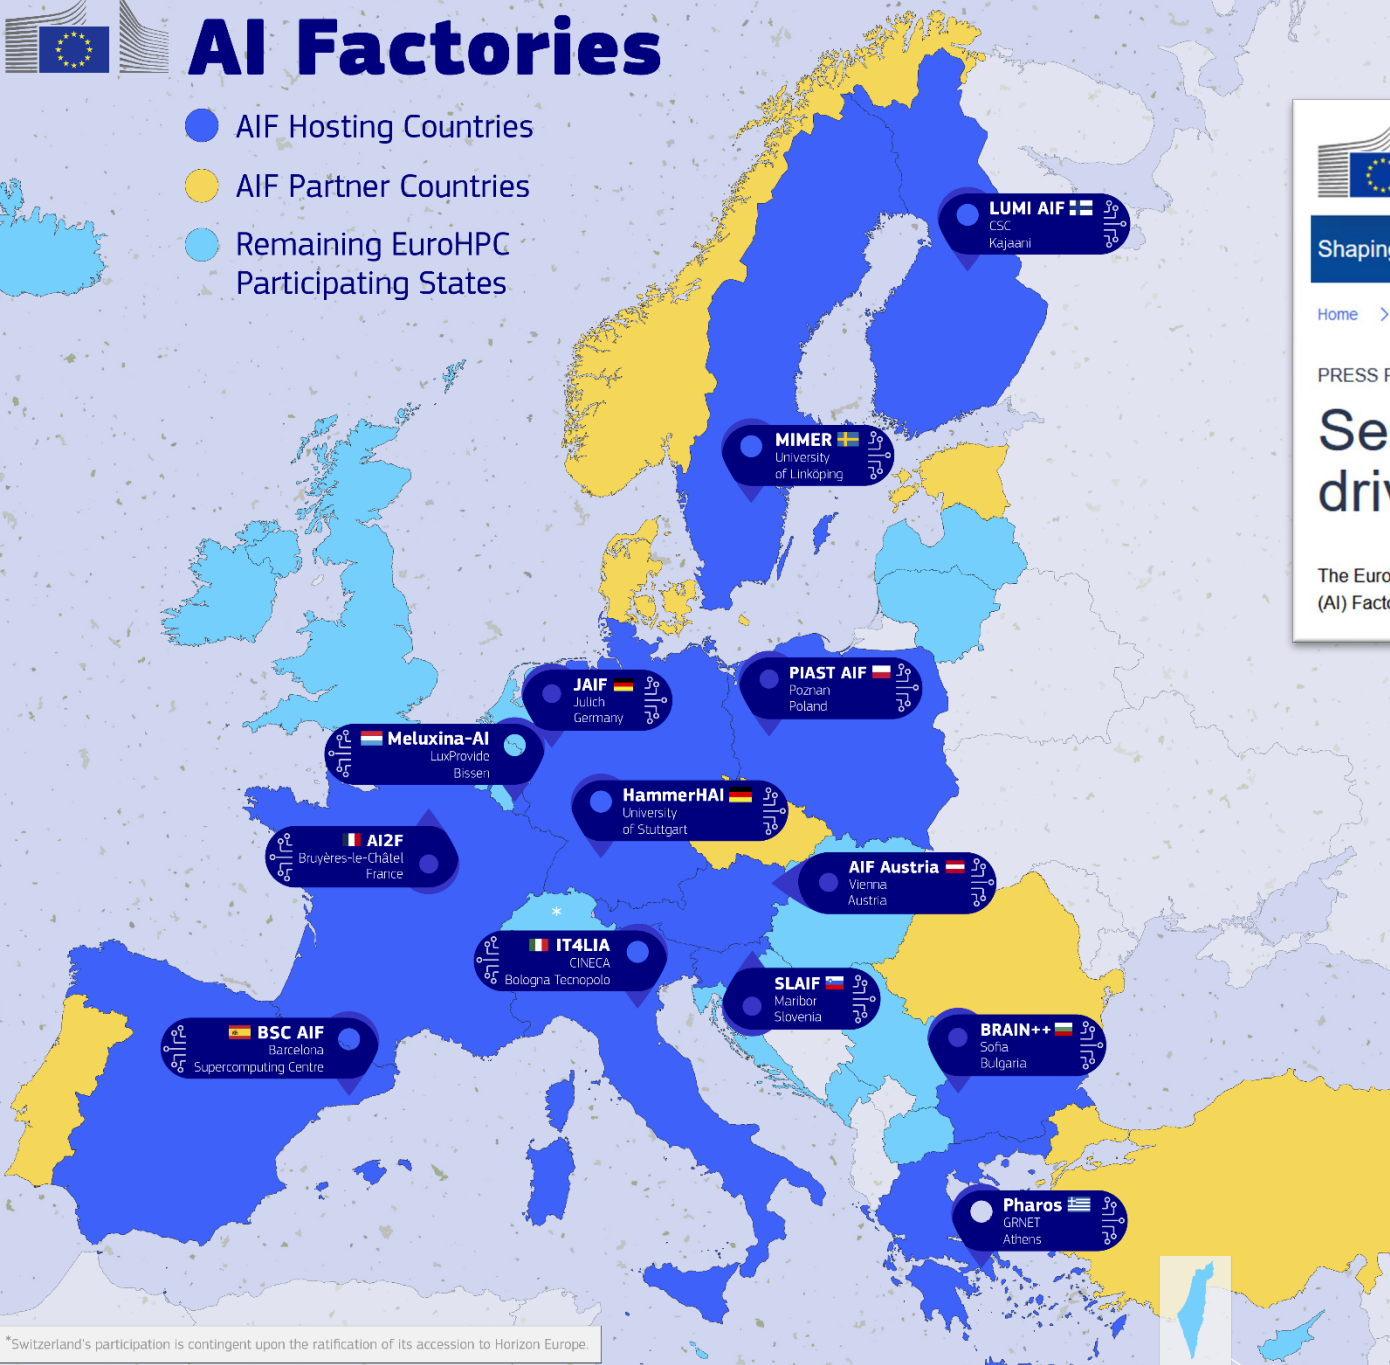 AI Factories
AIF Hosting Countries
AIF Partner Countries
Remaining EuroHPC
Participating States
LUMI AIF
CSC
Kajaani
MIMER
University
of Linköping
JAIF
Julich
Germany
PIAST AIF
Poznan
Poland
Meluxina-AI
LuxProvide
Bissen
HammerHAI
University
of Stuttgart
AI2F
Bruyères-le-Châtel
France
AIF Austria
Vienna
Austria
*
IT4LIA
CINECA
Bologna Tecnopolo
SLAIF
Maribor
Slovenia
BSC AIF
Barcelona
Supercomputing Centre
BRAIN++
Sofia
Bulgaria
Pharos
GRNET
Athens
*Switzerland's participation is contingent upon the ratification of its accession to Horizon Europe.
Shaping
Home >
PRESS
Se
driv
The Euro
(AI) Facto